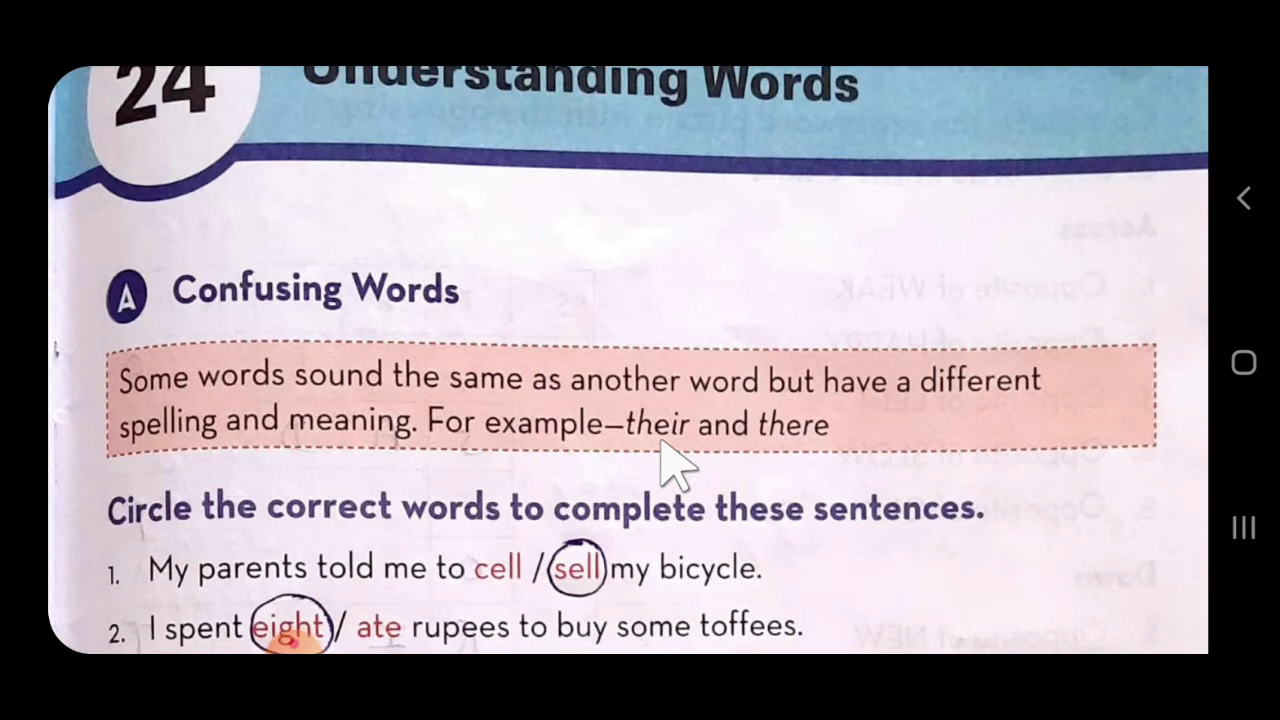 24
Understanding Words
A Confusing Words
Some words sound the same as another word but have a different
spelling and meaning. For example–their and there
Circle the correct words to complete these sentences.
1. My parents told me to cell / sell my bicycle.
2. I spent eight / ate rupees to buy some toffees.